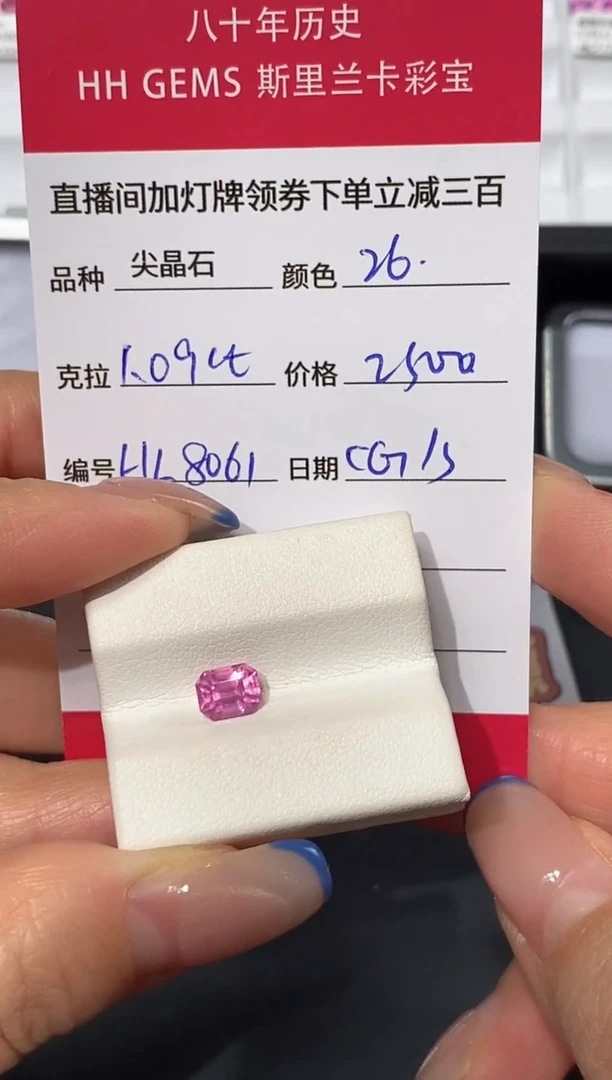 八十年历史
HH GEMS 斯里兰卡彩宝
直播间加灯牌领券下单立减三百
品种 尖晶石 颜色 26.
克拉 1.09ct 价格 2500
编号 HL8061 日期